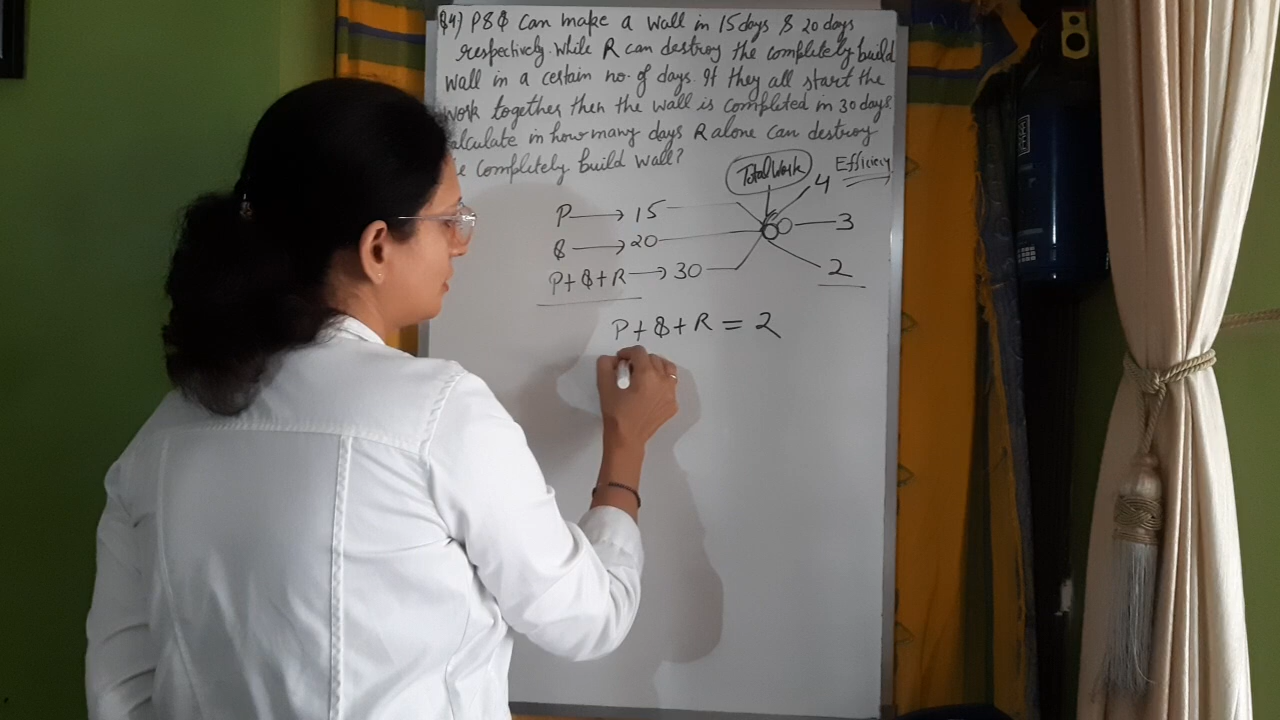 Q4) P & Q Can make a wall in 15 days & 20 days
respectively. While R can destroy the completely build
wall in a certain no. of days. If they all start the
work together, then the wall is completed in 30 days.
alculate in how many days R alone can destroy
e completely build wall?
Total Work
Efficiecy
P → 15
4
Q → 20
60
3
P+Q+R → 30
2
P+Q+R = 2